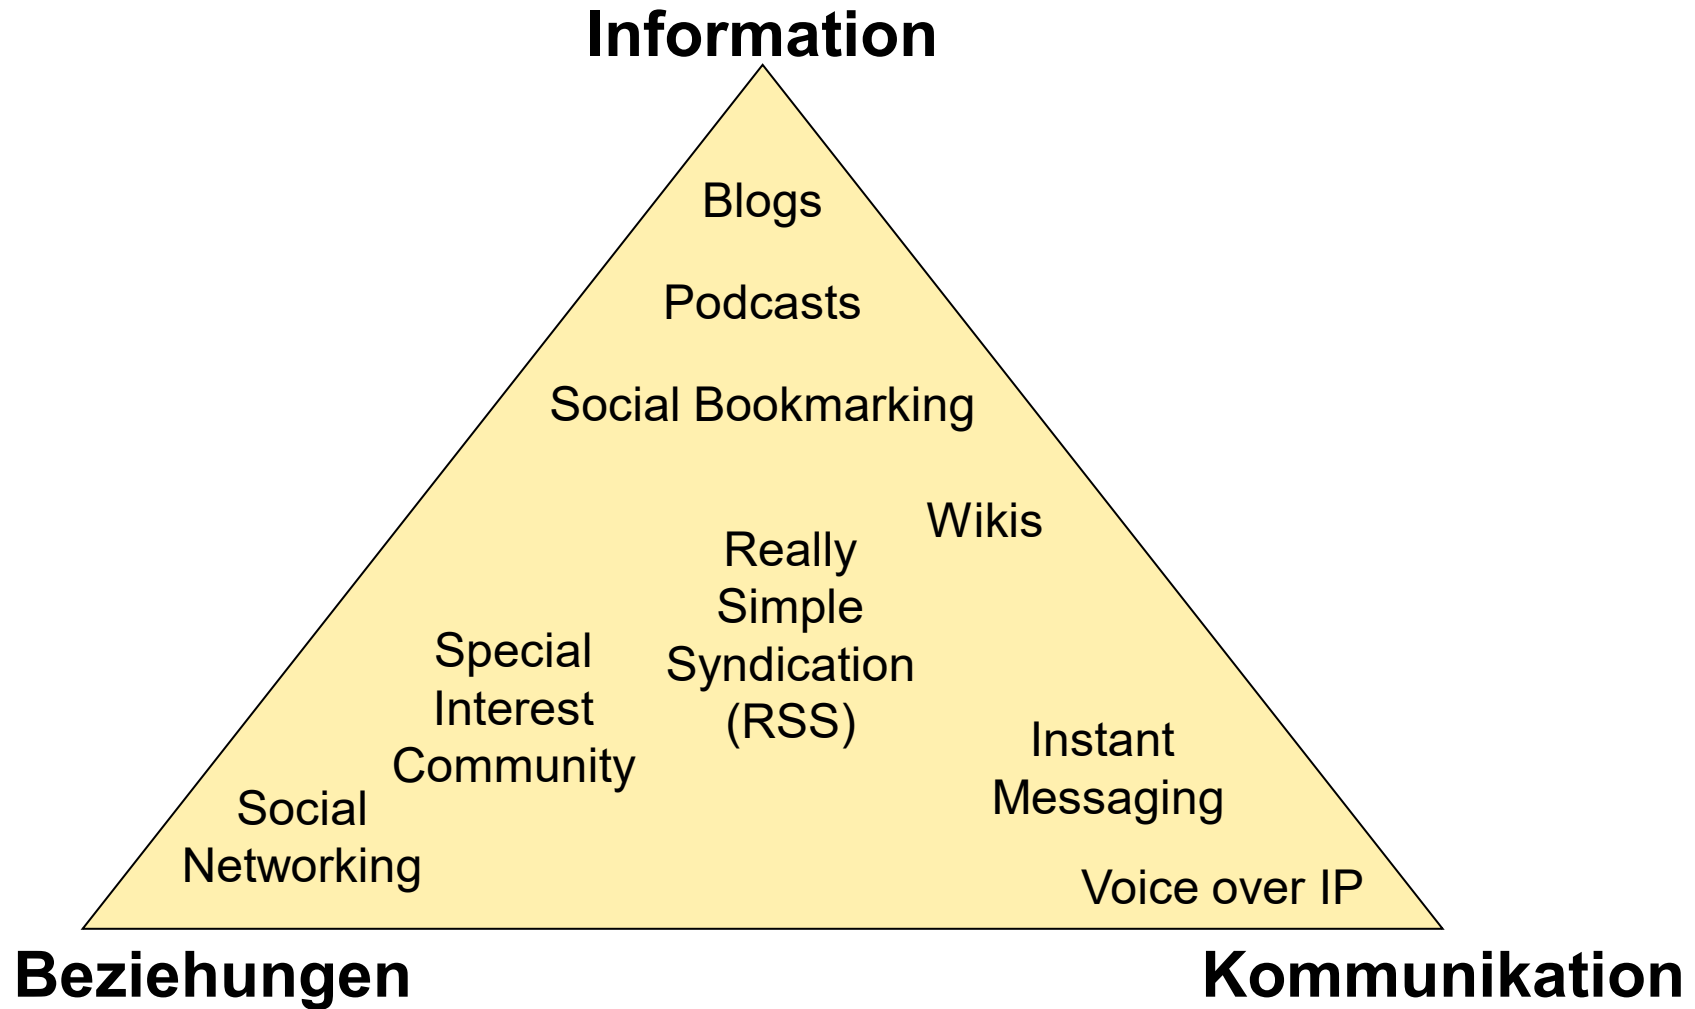 Information
Blogs
Podcasts
Social Bookmarking
Wikis
Really
Simple
Syndication
(RSS)
Special
Interest
Community
Instant
Messaging
Social
Networking
Voice over IP
Beziehungen
Kommunikation